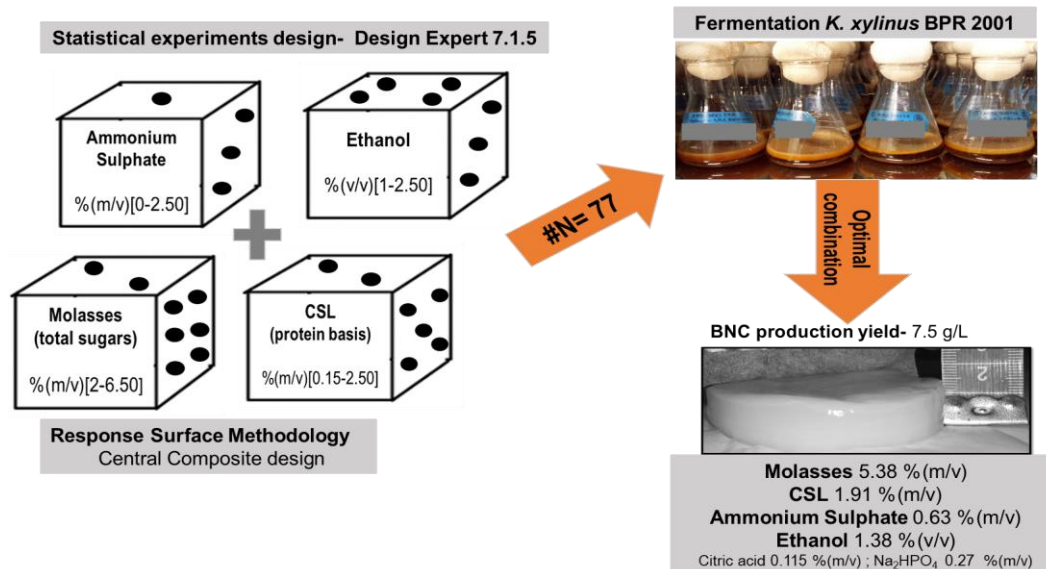 Statistical experiments design- Design Expert 7.1.5
Ammonium
Sulphate
%(m/v)[0-2.50]
Ethanol
%(v/v)[1-2.50]
Molasses
(total sugars)
%(m/v)[2-6.50]
CSL
(protein basis)
%(m/v)[0.15-2.50]
Response Surface Methodology
Central Composite design
#N= 77
Fermentation K. xylinus BPR 2001
Optimal
combination
BNC production yield- 7.5 g/L
2
Molasses 5.38 %(m/v)
CSL 1.91 %(m/v)
Ammonium Sulphate 0.63 %(m/v)
Ethanol 1.38 %(v/v)
Citric acid 0.115 %(m/v) ; Na₂HPO₄ 0.27 %(m/v)